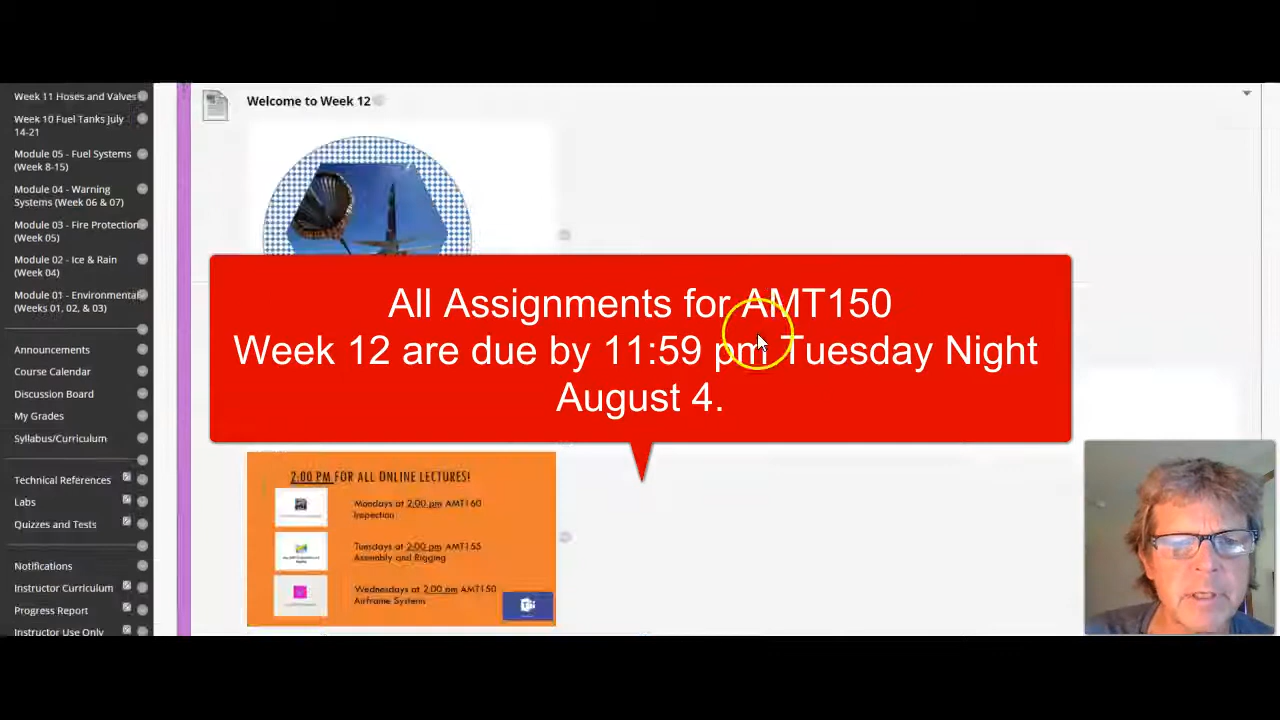 Week 11 Hoses and Valves
Week 10 Fuel Tanks July
14-21
Module 05 - Fuel Systems
(Week 8-15)
Module 04 - Warning
Systems (Week 06 & 07)
Module 03 - Fire Protection
(Week 05)
Module 02 - Ice & Rain
(Week 04)
Module 01 - Environmental
(Weeks 01, 02, & 03)
Announcements
Course Calendar
Discussion Board
My Grades
Syllabus/Curriculum
Technical References
Labs
Quizzes and Tests
Notifications
Instructor Curriculum
Progress Report
Instructor Use Only
Welcome to Week 12
All Assignments for AMT150
Week 12 are due by 11:59 pm Tuesday Night
August 4.
2:00 PM FOR ALL ONLINE LECTURES!
Mondays at 2:00 pm AMT160
Inspection
Tuesdays at 2:00 pm AMT155
Assembly and Rigging
Wednesdays at 2:00 pm AMT150
Airframe Systems